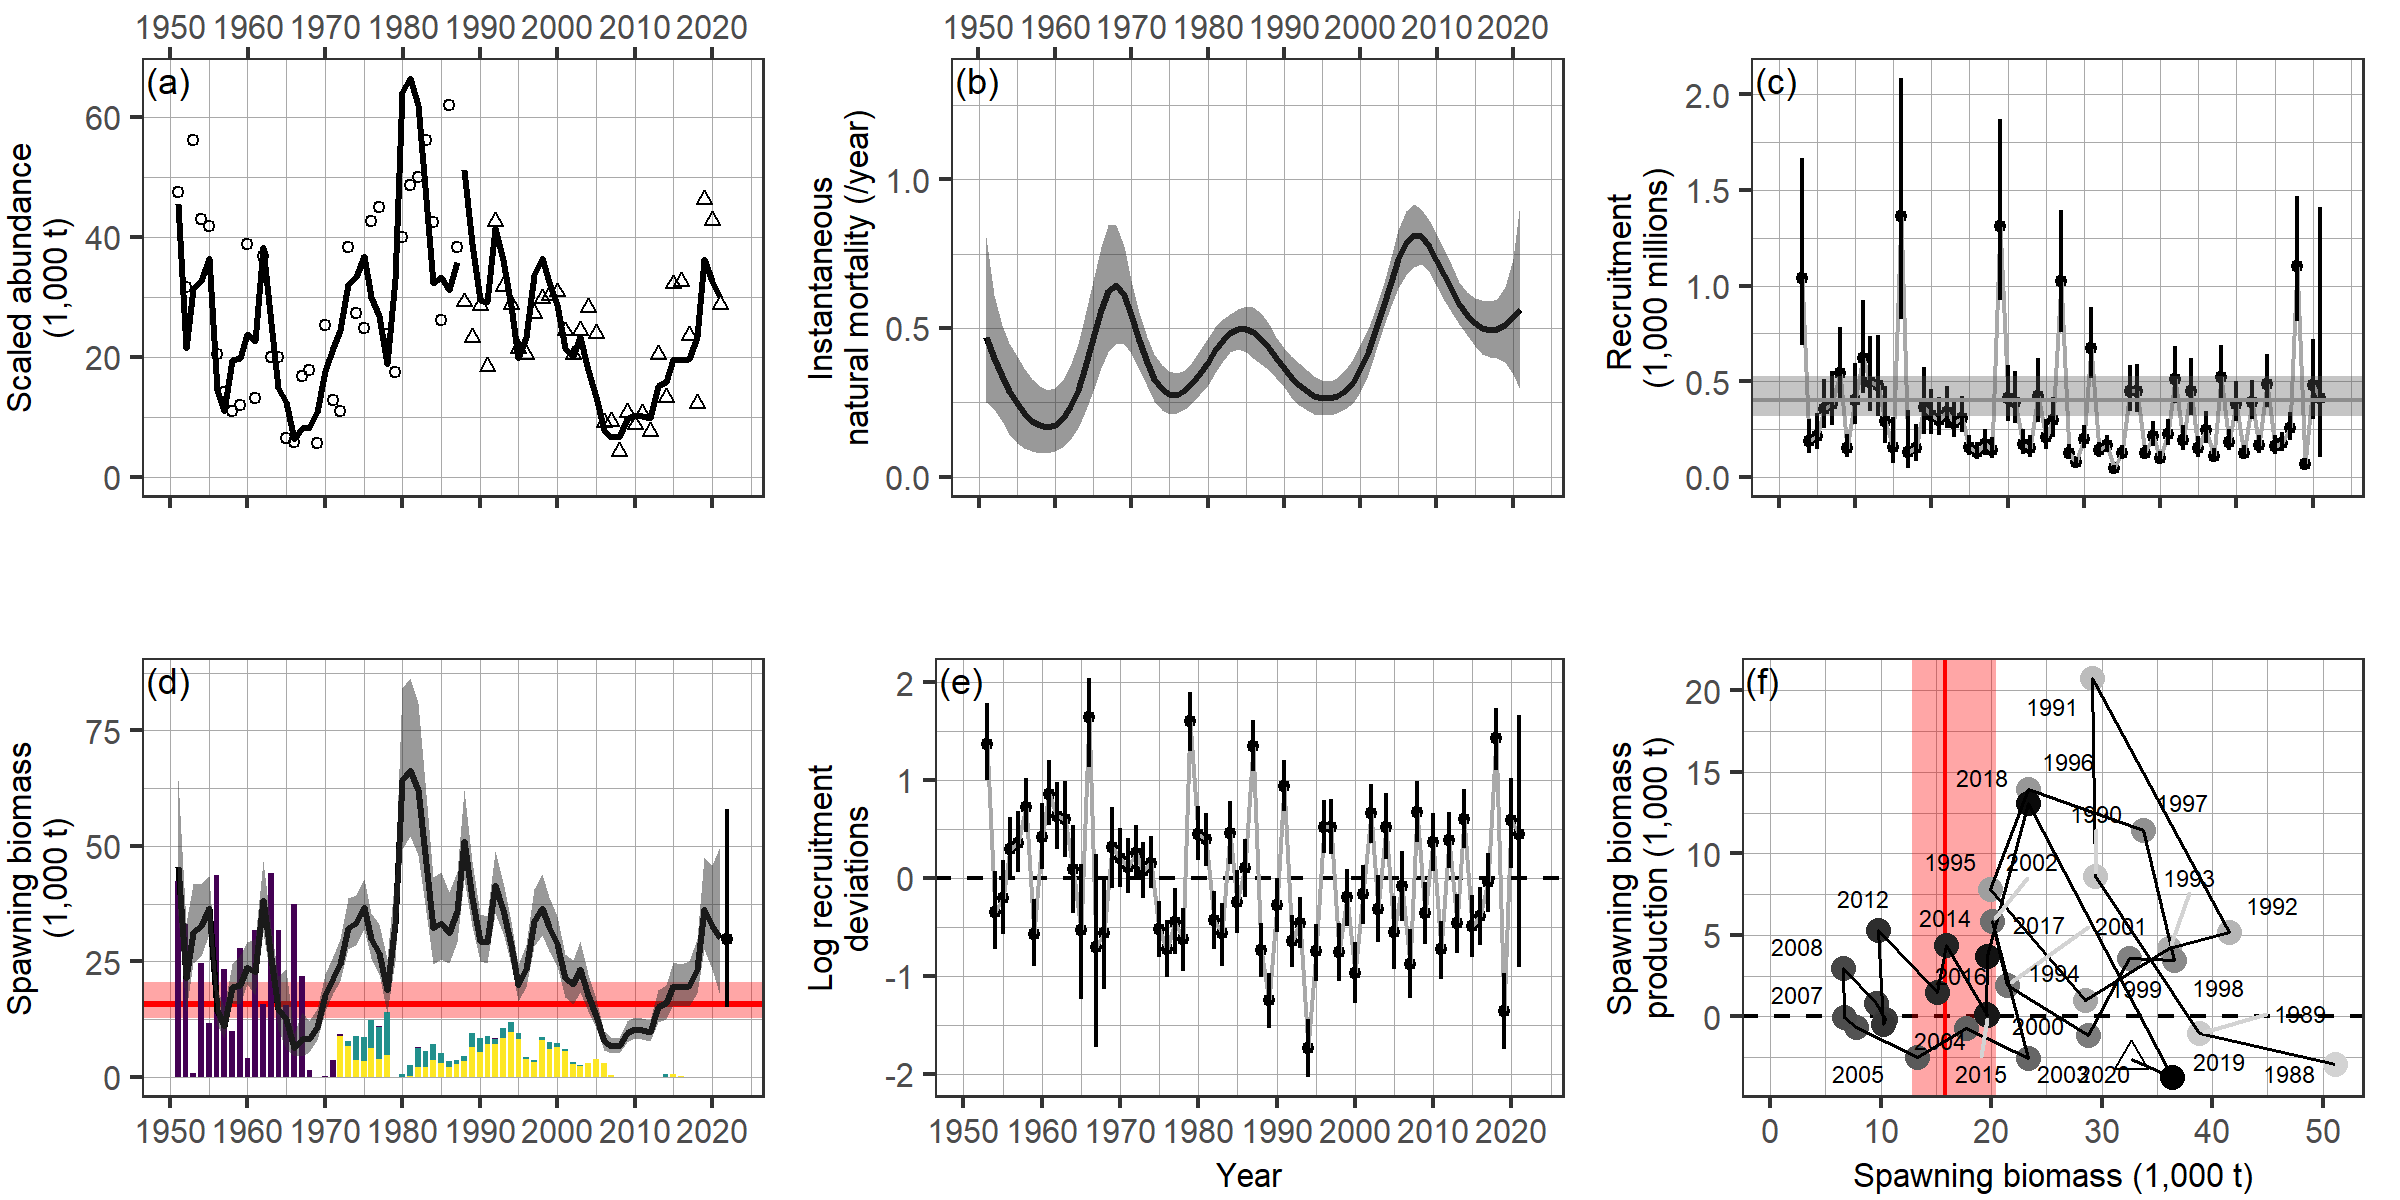 1950 1960 1970 1980 1990 2000 2010 2020
1950 1960 1970 1980 1990 2000 2010 2020
(a)
60
40
20
0
Scaled abundance
(1,000 t)
(b)
1.0
0.5
0.0
Instantaneous
natural mortality (/year)
(c)
2.0
1.5
1.0
0.5
0.0
Recruitment
(1,000 millions)
(d)
75
50
25
0
Spawning biomass
(1,000 t)
1950 1960 1970 1980 1990 2000 2010 2020
(e)
2
1
0
-1
-2
Log recruitment
deviations
1950 1960 1970 1980 1990 2000 2010 2020
Year
(f)
20
15
10
5
0
Spawning biomass
production (1,000 t)
1991
1996
2018
1997
1990
1995
2002
1993
2012
1992
2014
2017
2001
2008
2016
1994
1998
1999
2007
1989
2000
2004
2019
2005
2015
2003
2020
1988
0 10 20 30 40 50
Spawning biomass (1,000 t)